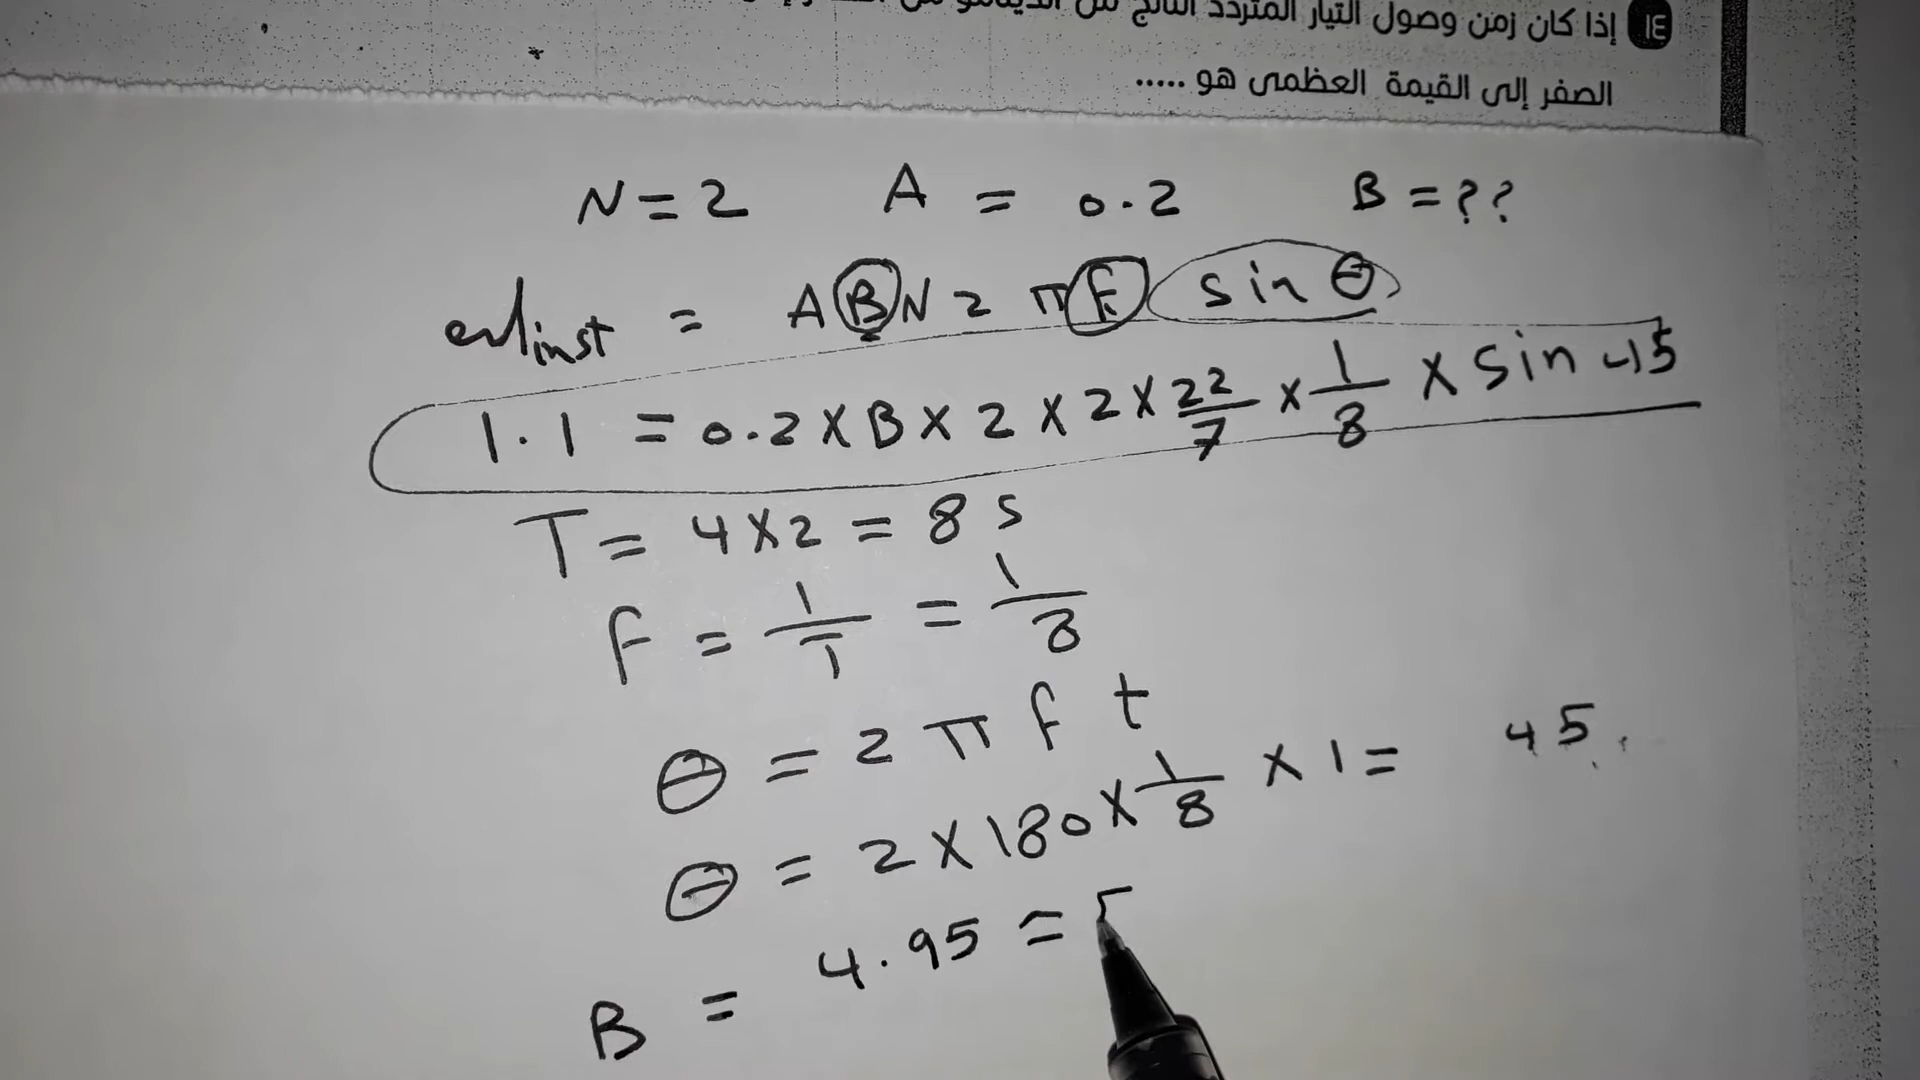 ١٤ إذا كان زمن وصول التيار المتردد الناتج من الدينامو من
الصفر إلى القيمة العظمى هو .....
N = 2 A = 0.2 B = ??
emf inst = A B N 2 π F sin θ
1.1 = 0.2 × B × 2 × 2 × 22/7 × 1/8 × sin 45
T = 4 × 2 = 8 s
F = 1/T = 1/8
θ = 2 π f t
θ = 2 × 180 × 1/8 × 1 = 45
B = 4.95 = 5